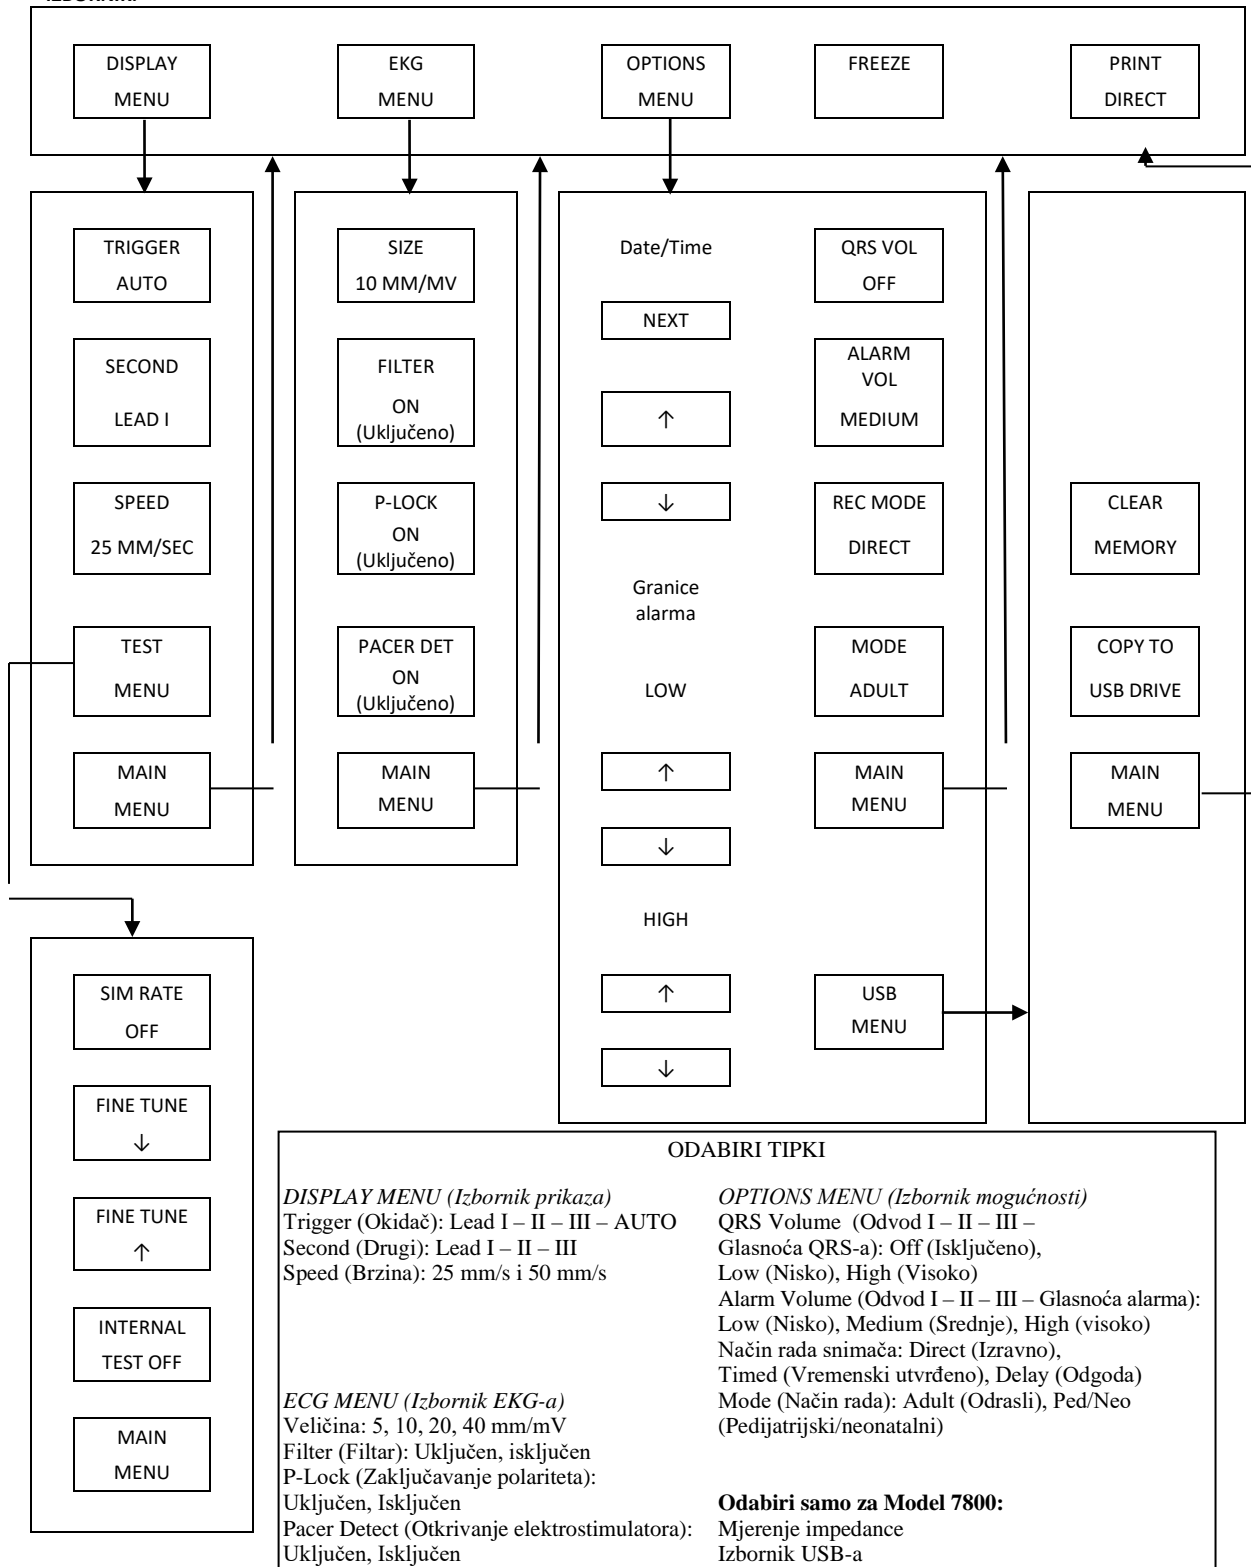 DISPLAY
MENU
EKG
MENU
OPTIONS
MENU
FREEZE
PRINT
DIRECT
TRIGGER
AUTO
SECOND
LEAD I
SPEED
25 MM/SEC
TEST
MENU
MAIN
MENU
SIZE
10 MM/MV
FILTER
ON
(Uključeno)
P-LOCK
ON
(Uključeno)
PACER DET
ON
(Uključeno)
MAIN
MENU
Date/Time
NEXT
↑
↓
Granice
alarma
LOW
↑
↓
HIGH
↑
↓
QRS VOL
OFF
ALARM
VOL
MEDIUM
REC MODE
DIRECT
MODE
ADULT
MAIN
MENU
USB
MENU
CLEAR
MEMORY
COPY TO
USB DRIVE
MAIN
MENU
SIM RATE
OFF
FINE TUNE
↓
FINE TUNE
↑
INTERNAL
TEST OFF
MAIN
MENU
ODABIRI TIPKI
DISPLAY MENU (Izbornik prikaza)
Trigger (Okidač): Lead I – II – III – AUTO
Second (Drugi): Lead I – II – III
Speed (Brzina): 25 mm/s i 50 mm/s
ECG MENU (Izbornik EKG-a)
Veličina: 5, 10, 20, 40 mm/mV
Filter (Filtar): Uključen, isključen
P-Lock (Zaključavanje polariteta):
Uključen, Isključen
Pacer Detect (Otkrivanje elektrostimulatora):
Uključen, Isključen
OPTIONS MENU (Izbornik mogućnosti)
QRS Volume (Odvod I – II – III –
Glasnoća QRS-a): Off (Isključeno),
Low (Nisko), High (Visoko)
Alarm Volume (Odvod I – II – III – Glasnoća alarma):
Low (Nisko), Medium (Srednje), High (visoko)
Način rada snimača: Direct (Izravno),
Timed (Vremenski utvrđeno), Delay (Odgoda)
Mode (Način rada): Adult (Odrasli), Ped/Neo
(Pedijatrijski/neonatalni)
Odabiri samo za Model 7800:
Mjerenje impedance
Izbornik USB-a